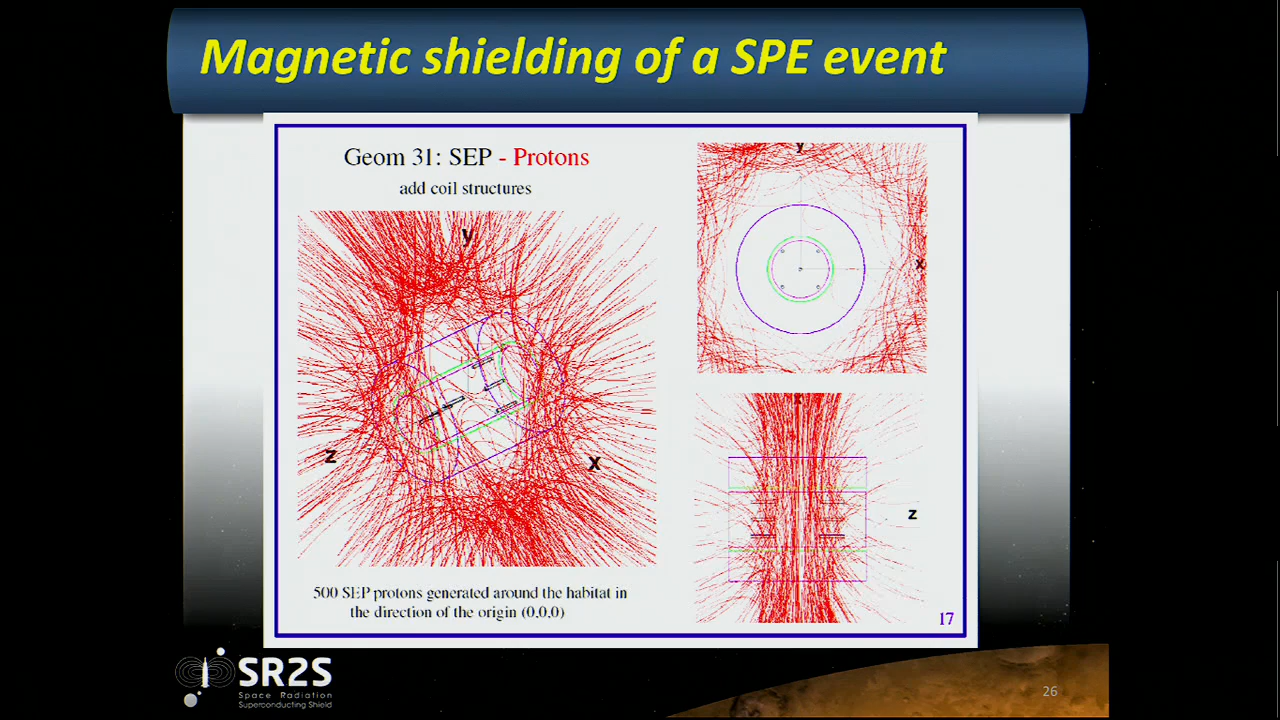 Magnetic shielding of a SPE event
Geom 31: SEP - Protons
add coil structures
y
z
x
500 SEP protons generated around the habitat in
the direction of the origin (0,0,0)
y
x
x
z
17
SR2S
Space Radiation
Superconducting Shield
26